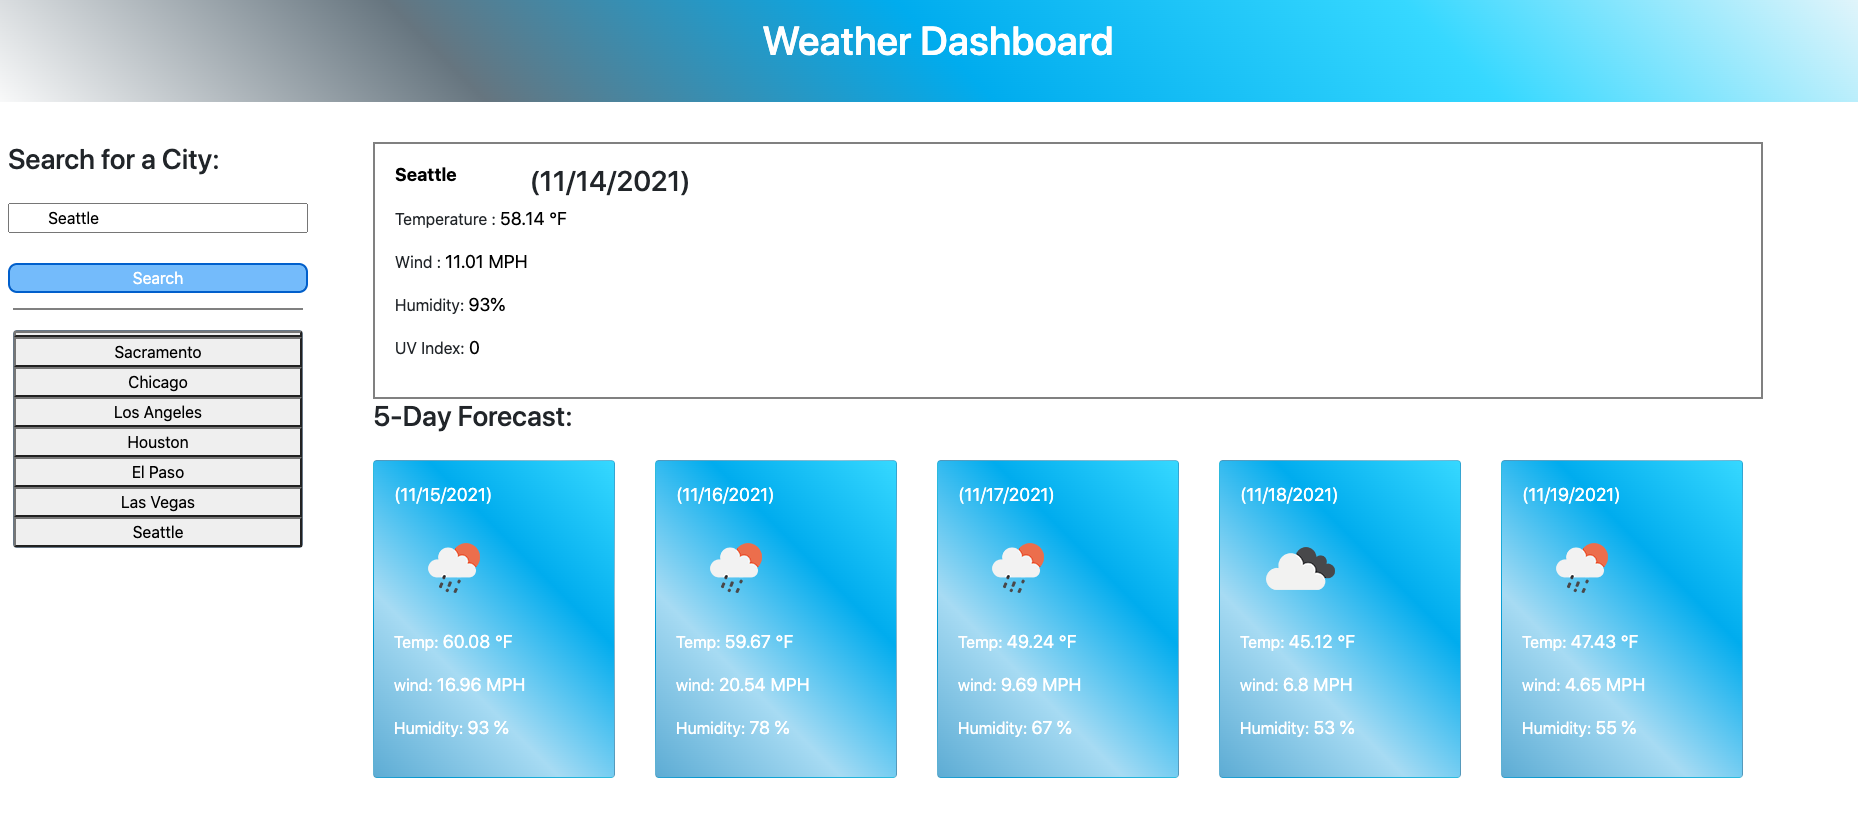 Weather Dashboard
Search for a City:
Seattle
Search
Sacramento
Chicago
Los Angeles
Houston
El Paso
Las Vegas
Seattle
Seattle (11/14/2021)
Temperature : 58.14 °F
Wind : 11.01 MPH
Humidity: 93%
UV Index: 0
5-Day Forecast:
(11/15/2021)
Temp: 60.08 °F
wind: 16.96 MPH
Humidity: 93 %
(11/16/2021)
Temp: 59.67 °F
wind: 20.54 MPH
Humidity: 78 %
(11/17/2021)
Temp: 49.24 °F
wind: 9.69 MPH
Humidity: 67 %
(11/18/2021)
Temp: 45.12 °F
wind: 6.8 MPH
Humidity: 53 %
(11/19/2021)
Temp: 47.43 °F
wind: 4.65 MPH
Humidity: 55 %